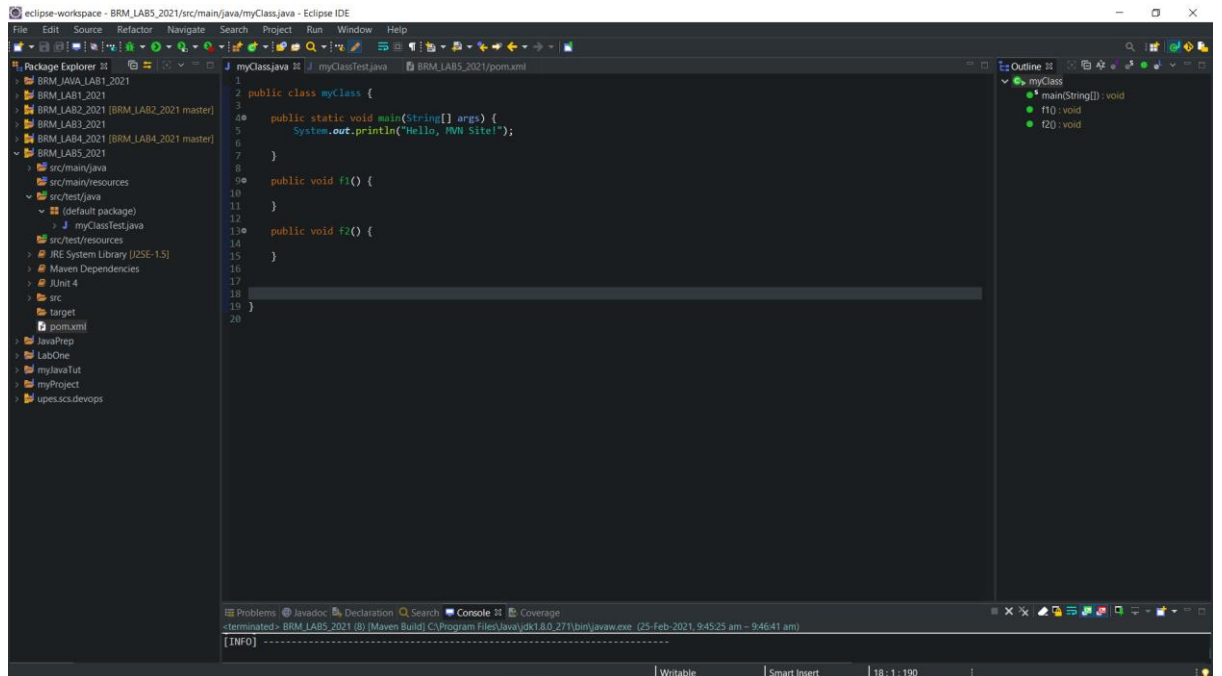 eclipse-workspace - BRM_LAB5_2021/src/main/java/myClass.java - Eclipse IDE
File Edit Source Refactor Navigate Search Project Run Window Help
Package Explorer
BRM_JAVA_LAB1_2021
BRM_LAB1_2021
BRM_LAB2_2021 [BRM_LAB2_2021 master]
BRM_LAB3_2021
BRM_LAB4_2021 [BRM_LAB4_2021 master]
BRM_LAB5_2021
src/main/java
src/main/resources
src/test/java
(default package)
myClassTest.java
src/test/resources
JRE System Library [J2SE-1.5]
Maven Dependencies
JUnit 4
src
target
pom.xml
JavaPrep
LabOne
myJavaTut
myProject
upes.scs.devops
myClass.java myClassTest.java BRM_LAB5_2021/pom.xml
1
2 public class myClass {
3
4 public static void main(String[] args) {
5 System.out.println("Hello, MVN Site!");
6
7 }
8
9 public void f1() {
10
11 }
12
13 public void f2() {
14
15 }
16
17
18
19 }
20
Outline
myClass
main(String[]) : void
f1() : void
f2() : void
Problems Javadoc Declaration Search Console Coverage
<terminated> BRM_LAB5_2021 (8) [Maven Build] C:\Program Files\Java\jdk1.8.0_271\bin\javaw.exe (25-Feb-2021, 9:45:25 am – 9:46:41 am)
[INFO] ------------------------------------------------------------------------
Writable Smart Insert 18 : 1 : 190